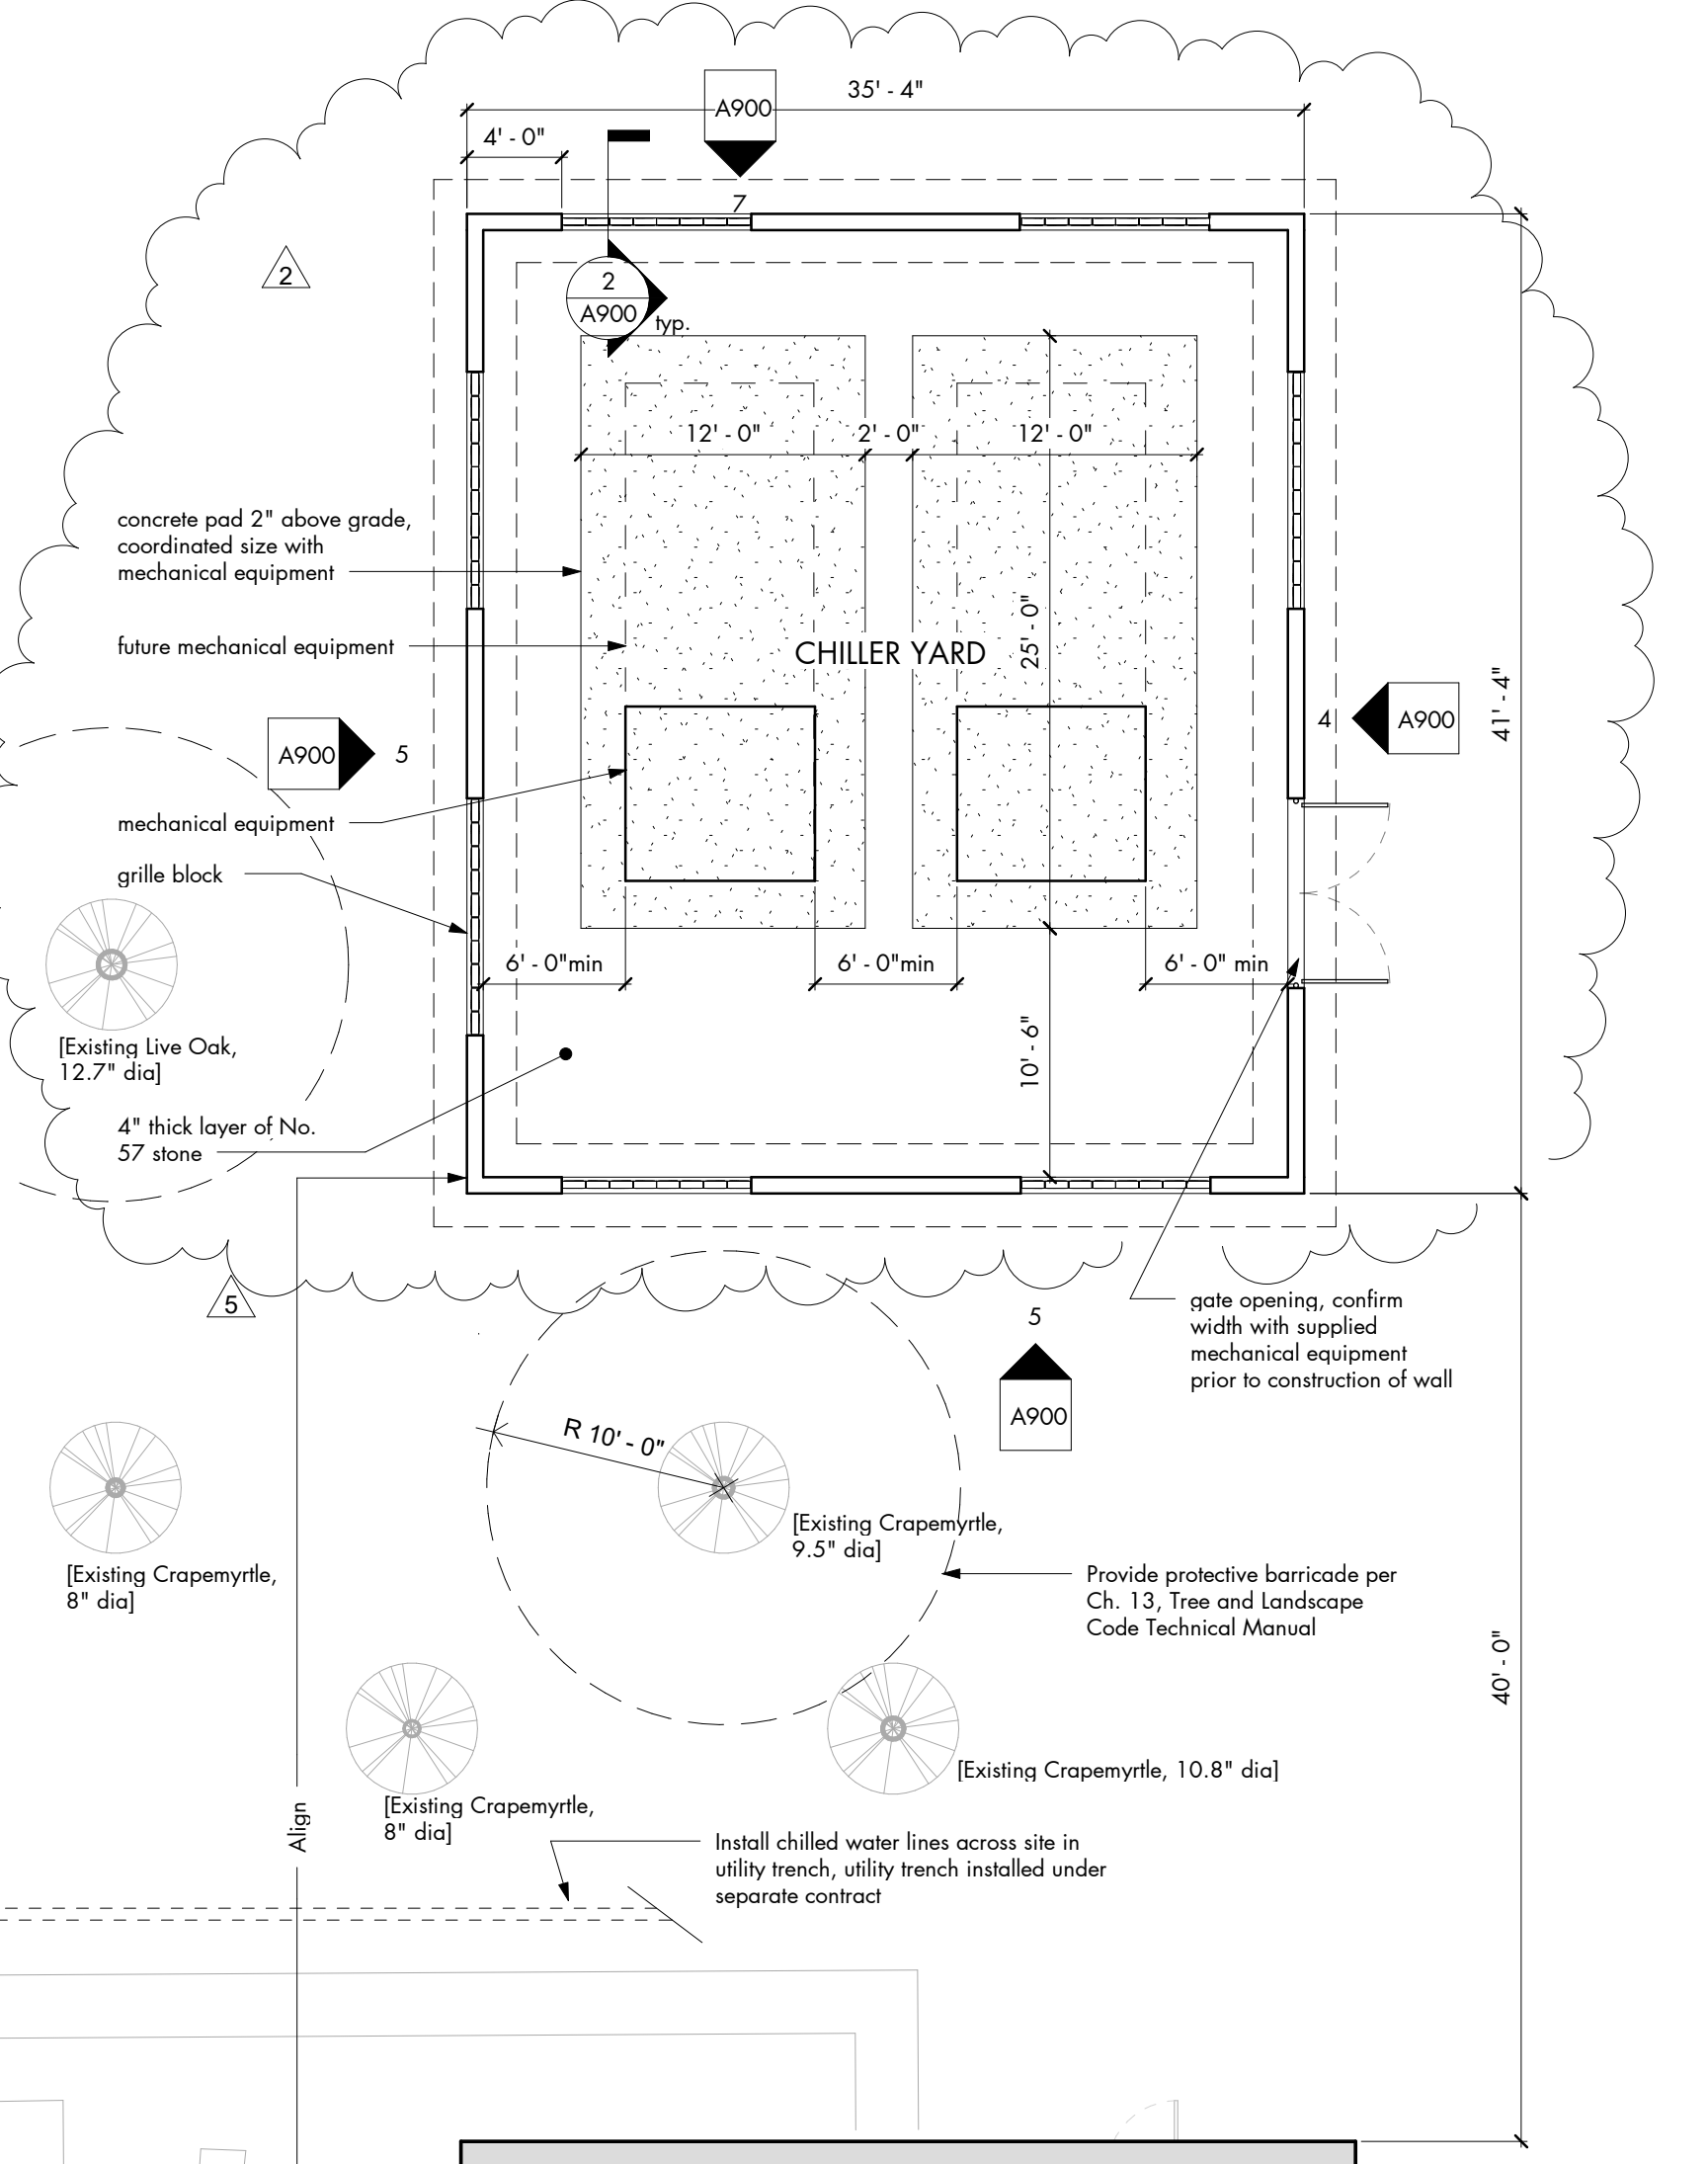 35' - 4"
A900
4' - 0"
7
2
2
A900
typ.
12' - 0"
2' - 0"
12' - 0"
concrete pad 2" above grade,
coordinated size with
mechanical equipment
25' - 0"
future mechanical equipment
CHILLER YARD
41' - 4"
A900
5
4
A900
mechanical equipment
grille block
6' - 0"min
6' - 0"min
6' - 0" min
[Existing Live Oak,
12.7" dia]
10' - 6"
4" thick layer of No.
57 stone
5
5
gate opening, confirm
width with supplied
mechanical equipment
prior to construction of wall
A900
R 10' - 0"
[Existing Crapemyrtle,
9.5" dia]
[Existing Crapemyrtle,
8" dia]
Provide protective barricade per
Ch. 13, Tree and Landscape
Code Technical Manual
40' - 0"
[Existing Crapemyrtle, 10.8" dia]
[Existing Crapemyrtle,
8" dia]
Align
Install chilled water lines across site in
utility trench, utility trench installed under
separate contract